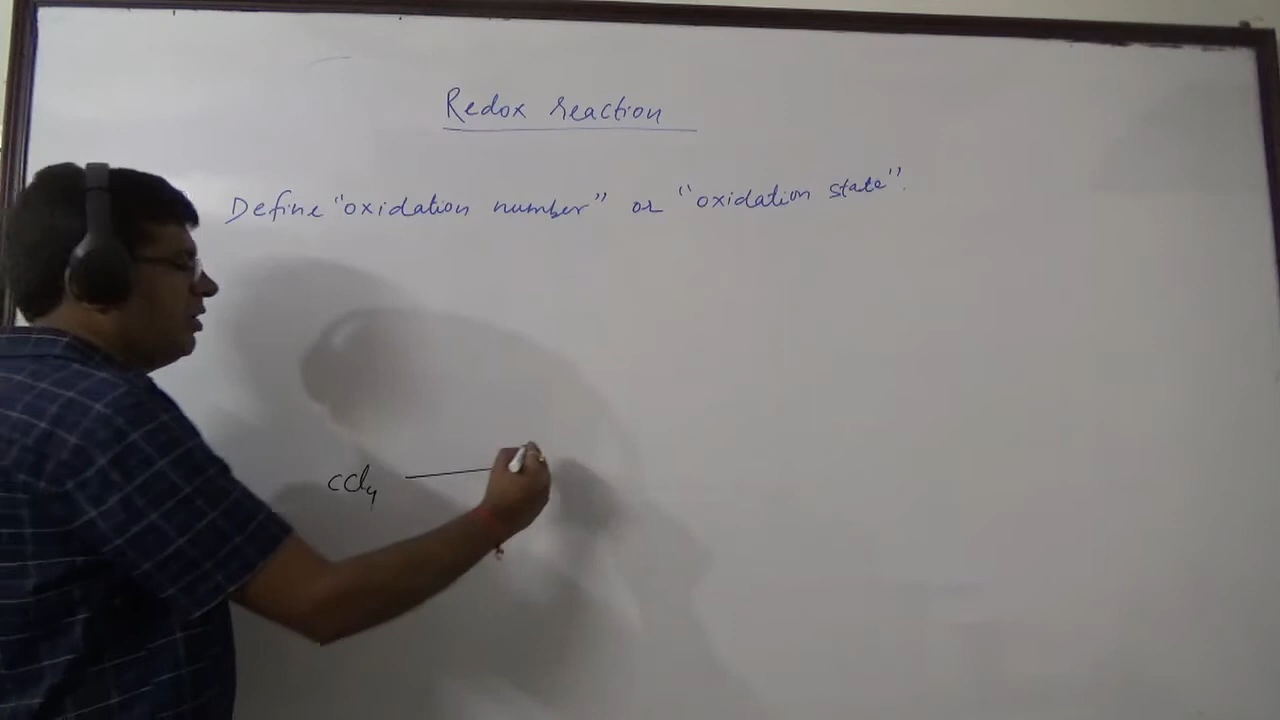 Redox reaction
Define "oxidation number" or "oxidation state".
CCl4